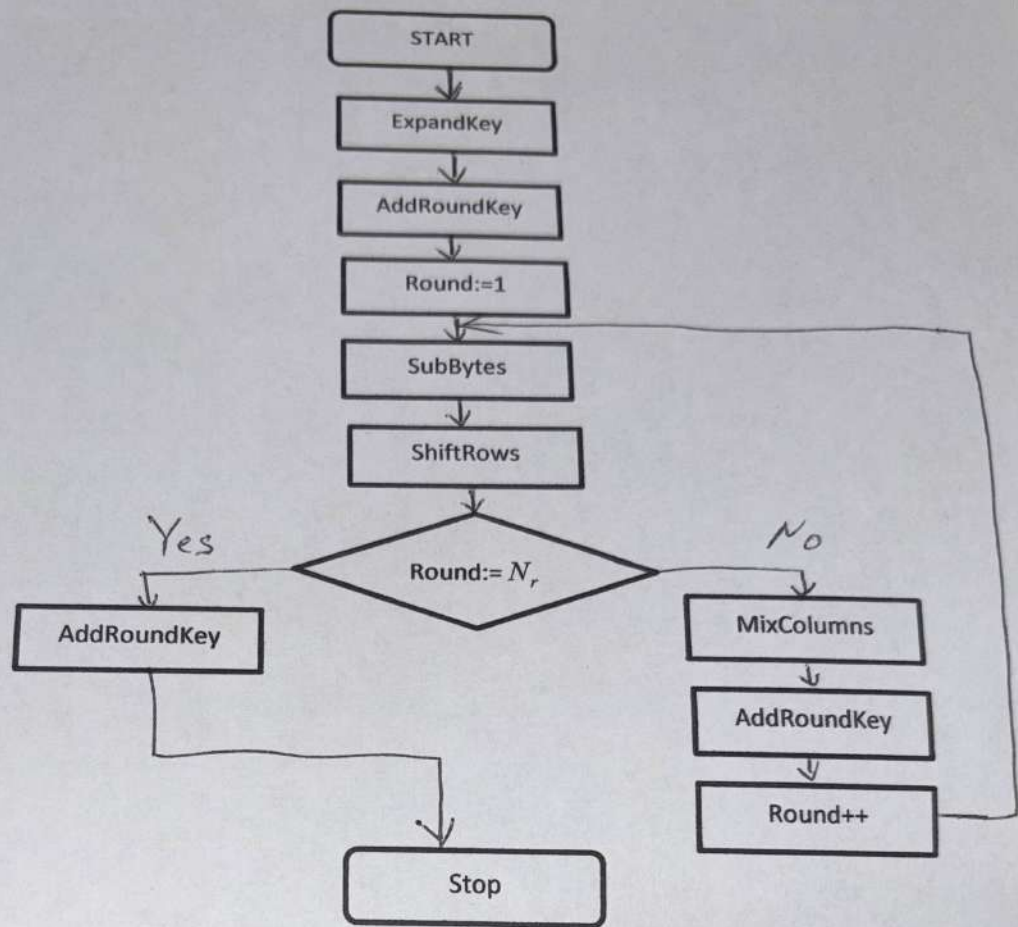 START
ExpandKey
AddRoundKey
Round:=1
SubBytes
ShiftRows
Yes
No
Round:= N_r
AddRoundKey
MixColumns
AddRoundKey
Round++
Stop